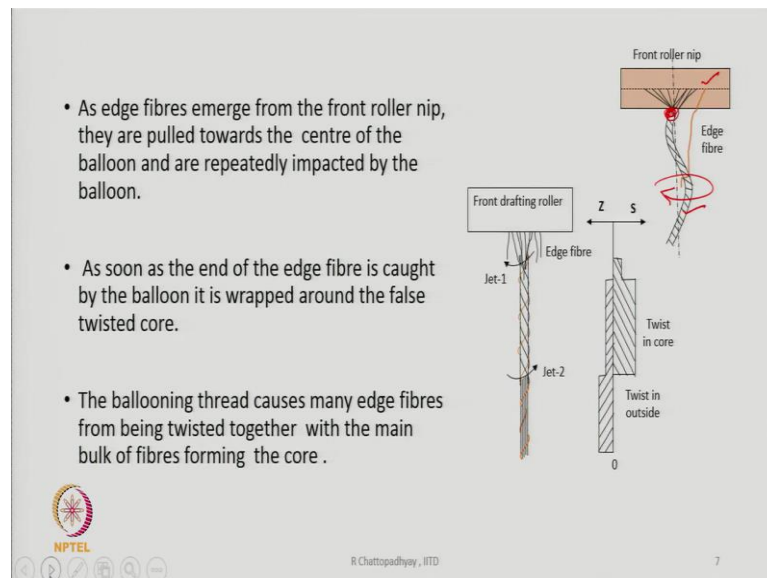 • As edge fibres emerge from the front roller nip,
they are pulled towards the centre of the
balloon and are repeatedly impacted by the
balloon.
• As soon as the end of the edge fibre is caught
by the balloon it is wrapped around the false
twisted core.
• The ballooning thread causes many edge fibres
from being twisted together with the main
bulk of fibres forming the core .
Front roller nip
Edge
fibre
Front drafting roller
Z
S
Edge fibre
Jet-1
Twist
in core
Jet-2
Twist in
outside
0
NPTEL
R Chattopadhyay , IITD
7